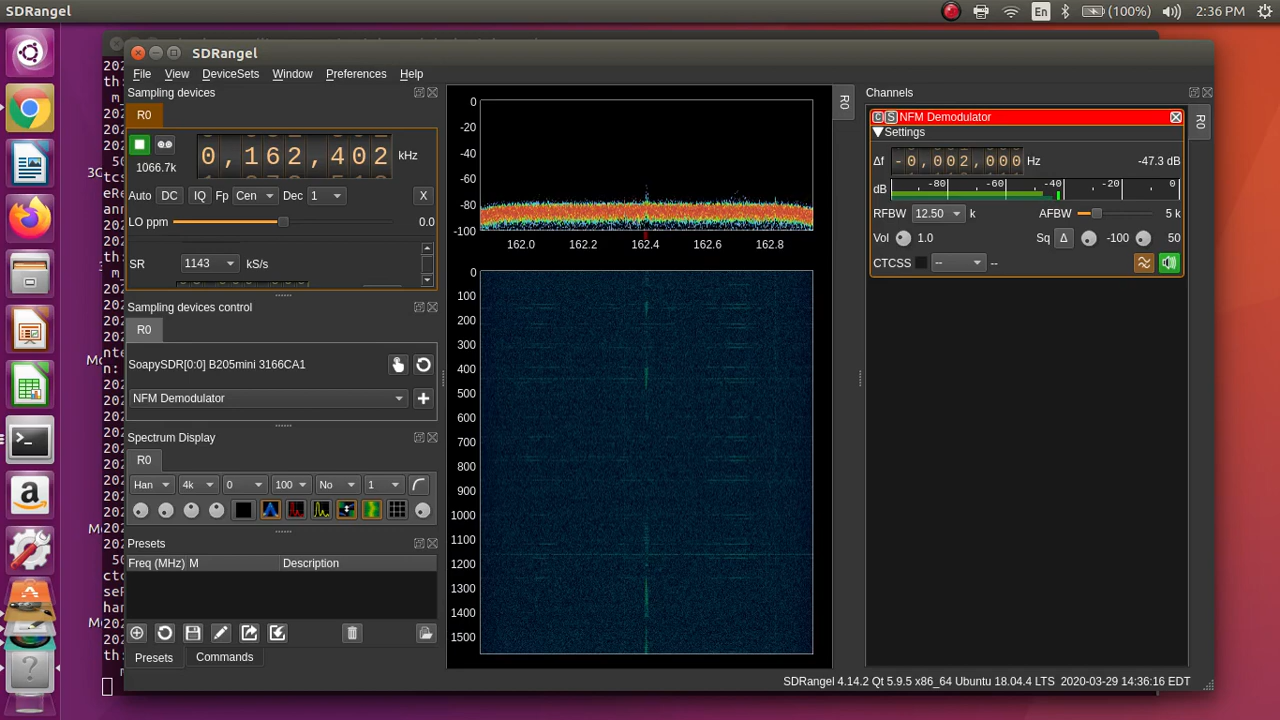 SDRangel
En
(100%)
2:36 PM
SDRangel
File View DeviceSets Window Preferences Help
Sampling devices
R0
0,162,402 kHz
1066.7k
Auto DC IQ Fp Cen Dec 1 X
LO ppm 0.0
SR 1143 kS/s
Sampling devices control
R0
SoapySDR[0:0] B205mini 3166CA1
NFM Demodulator
Spectrum Display
R0
Han 4k 0 100 No 1
Presets
Freq (MHz) M Description
Presets Commands
0
-20
-40
-60
-80
-100
162.0 162.2 162.4 162.6 162.8
0
100
200
300
400
500
600
700
800
900
1000
1100
1200
1300
1400
1500
R0
Channels
R0
C S NFM Demodulator
Settings
Δf -0,002,000 Hz -47.3 dB
dB -80 -60 -40 -20 0
RFBW 12.50 k AFBW 5 k
Vol 1.0 Sq Δ -100 50
CTCSS -- --
SDRangel 4.14.2 Qt 5.9.5 x86_64 Ubuntu 18.04.4 LTS 2020-03-29 14:36:16 EDT